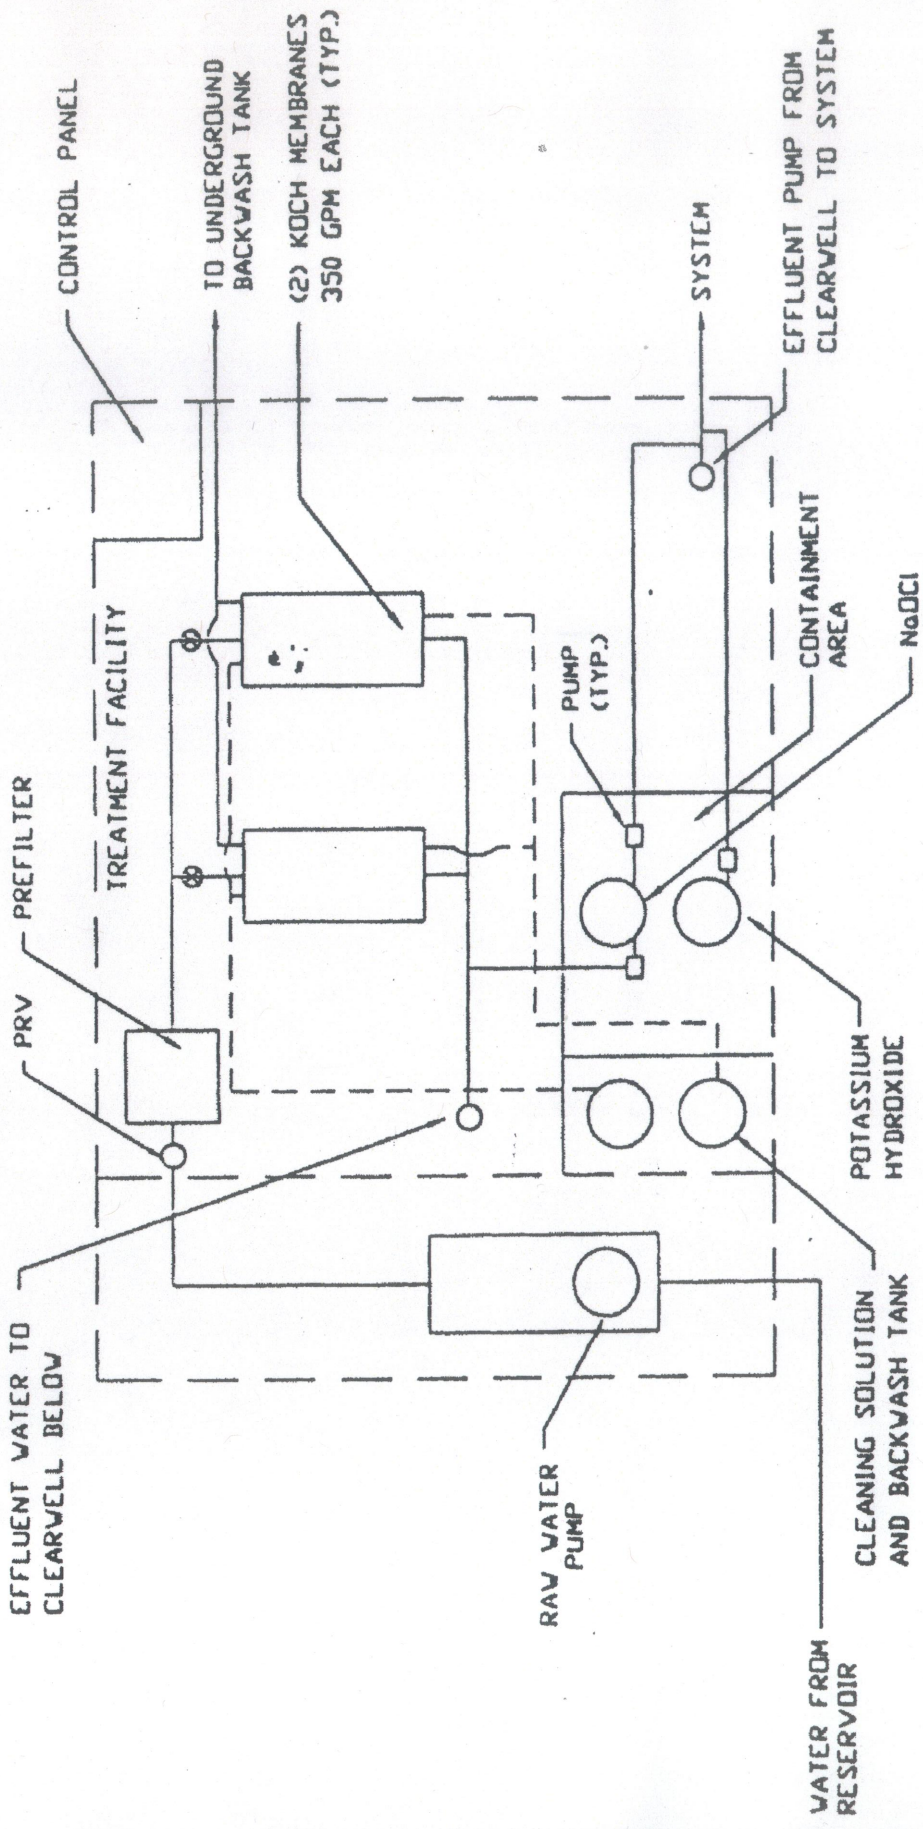 EFFLUENT WATER TO
CLEARWELL BELOW
PRV
PREFILTER
TREATMENT FACILITY
CONTROL PANEL
TO UNDERGROUND
BACKWASH TANK
(2) KOCH MEMBRANES
350 GPM EACH (TYP.)
RAW WATER
PUMP
PUMP
(TYP.)
SYSTEM
EFFLUENT PUMP FROM
CLEARWELL TO SYSTEM
WATER FROM
RESERVOIR
CLEANING SOLUTION
AND BACKWASH TANK
POTASSIUM
HYDROXIDE
CONTAINMENT
AREA
NaOCl